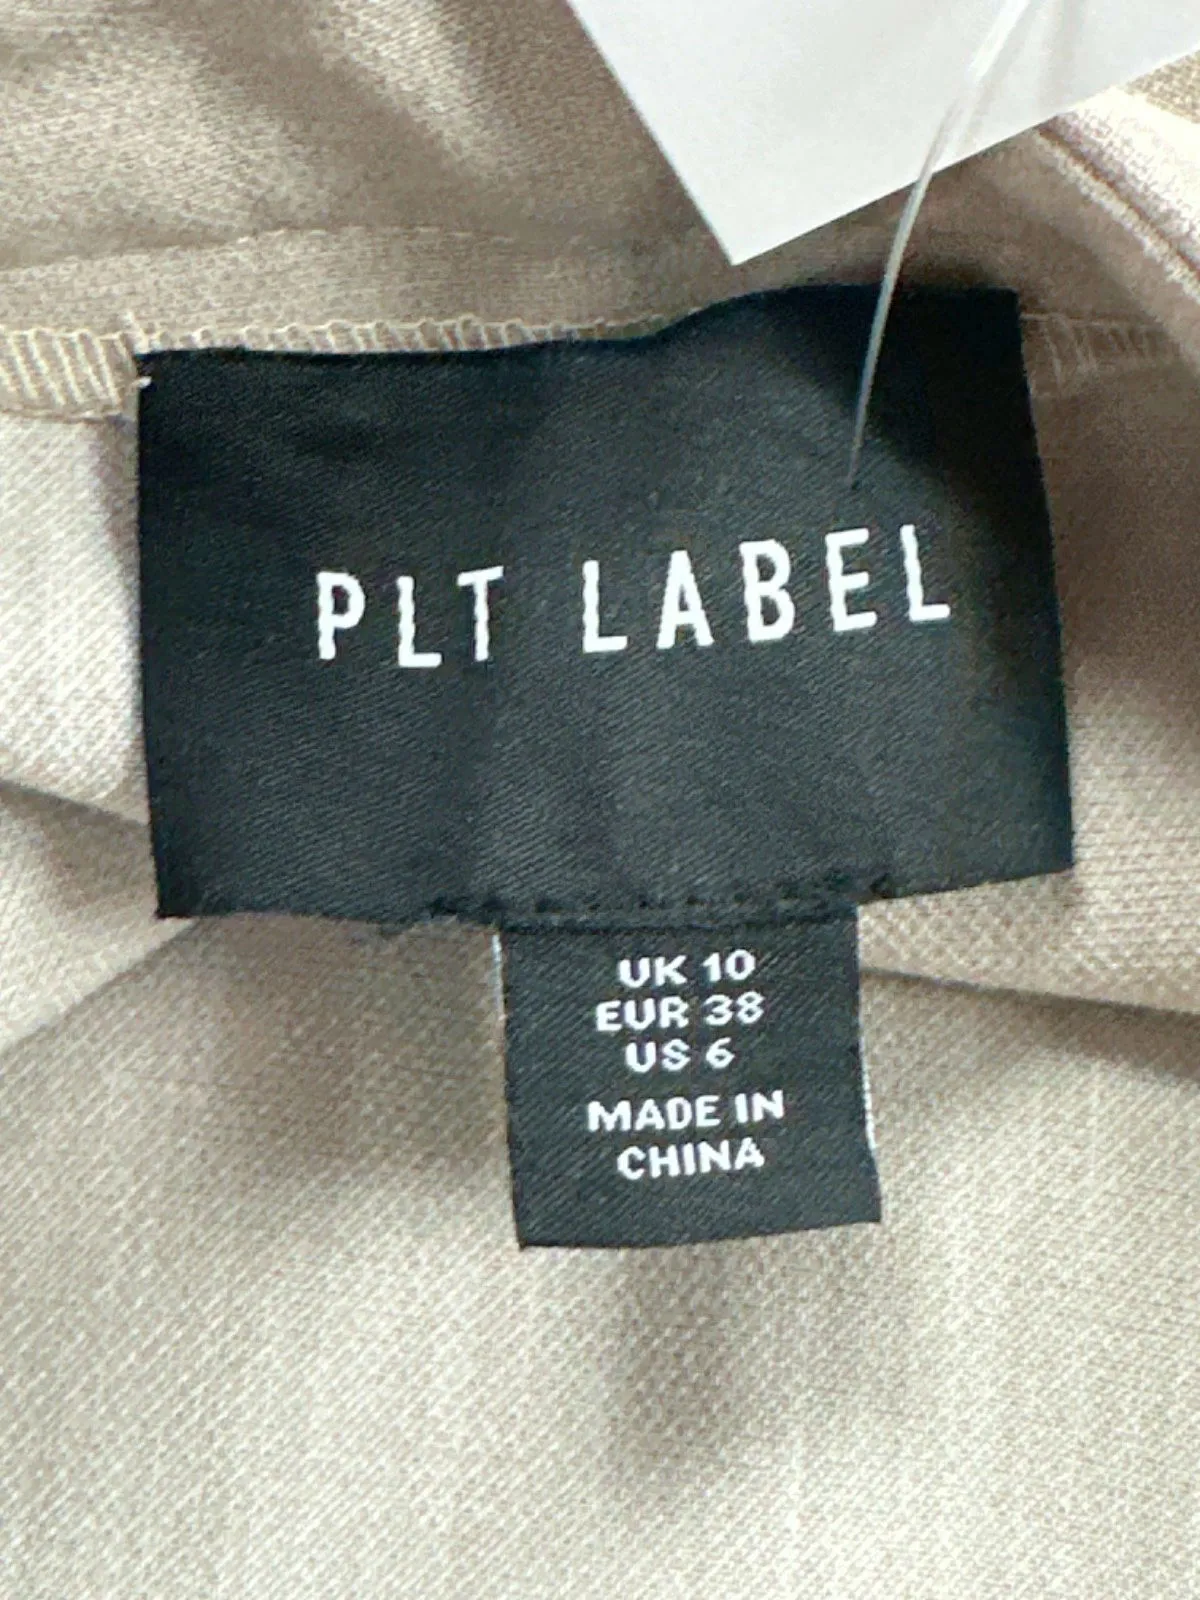 PLT LABEL
UK 10
EUR 38
US 6
MADE IN
CHINA